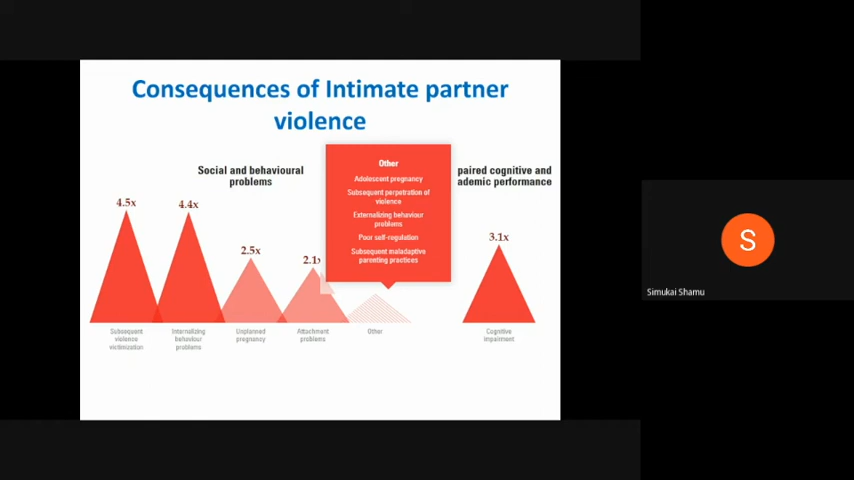 Consequences of Intimate partner
violence
Social and behavioural
problems
Other
Adolescent pregnancy
Subsequent perpetration of
violence
Externalizing behaviour
problems
Poor self-regulation
Subsequent maladaptive
parenting practices
paired cognitive and
ademic performance
4.5x
4.4x
2.5x
2.1x
3.1x
Subsequent
violence
victimization
Internalizing
behaviour
problems
Unplanned
pregnancy
Attachment
problems
Other
Cognitive
impairment
S
Simukai Shamu